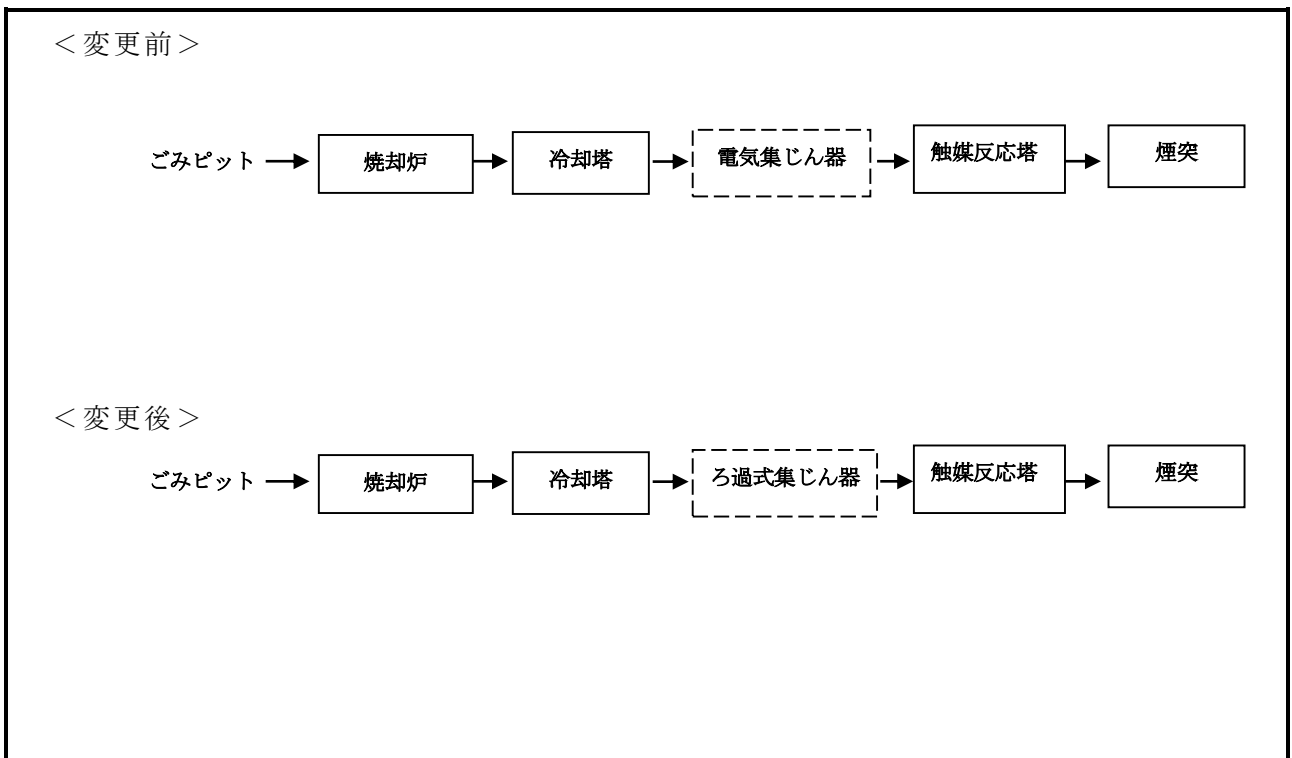 ＜変更前＞
ごみピット 焼却炉 冷却塔 電気集じん器 触媒反応塔 煙突
＜変更後＞
ごみピット 焼却炉 冷却塔 ろ過式集じん器 触媒反応塔 煙突